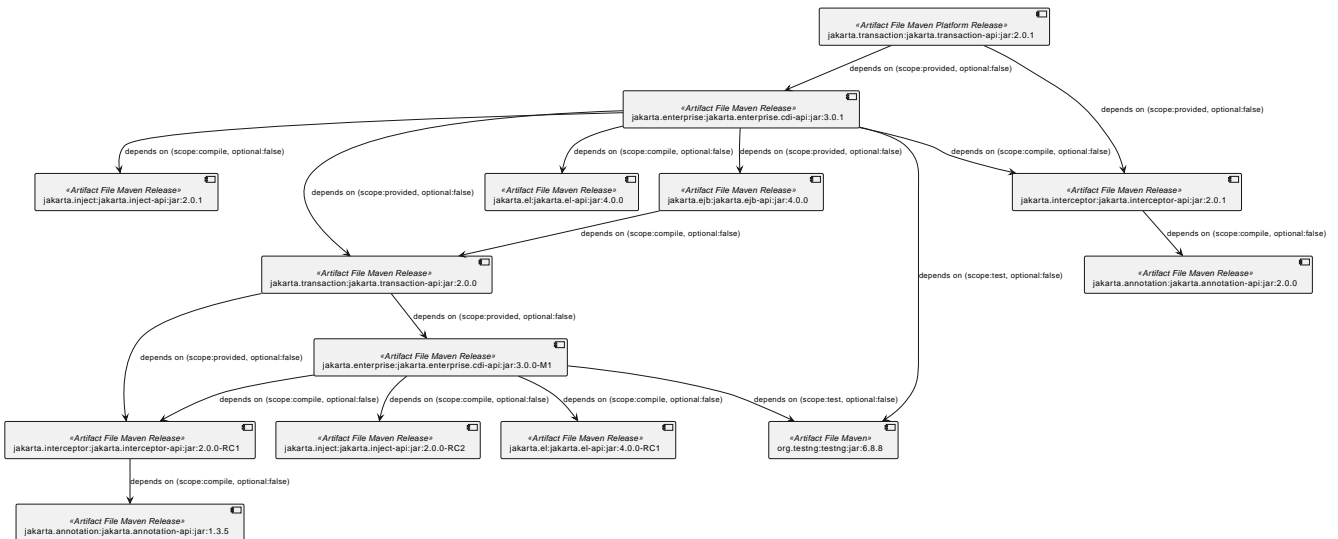 «Artifact File Maven Platform Release»
jakarta.transaction:jakarta.transaction-api:jar:2.0.1
depends on (scope:provided, optional:false)
«Artifact File Maven Release»
jakarta.enterprise:jakarta.enterprise.cdi-api:jar:3.0.1
depends on (scope:provided, optional:false)
depends on (scope:compile, optional:false)
depends on (scope:compile, optional:false)
depends on (scope:provided, optional:false)
depends on (scope:compile, optional:false)
depends on (scope:provided, optional:false)
«Artifact File Maven Release»
jakarta.inject:jakarta.inject-api:jar:2.0.1
«Artifact File Maven Release»
jakarta.el:jakarta.el-api:jar:4.0.0
«Artifact File Maven Release»
jakarta.ejb:jakarta.ejb-api:jar:4.0.0
«Artifact File Maven Release»
jakarta.interceptor:jakarta.interceptor-api:jar:2.0.1
depends on (scope:compile, optional:false)
depends on (scope:compile, optional:false)
«Artifact File Maven Release»
jakarta.transaction:jakarta.transaction-api:jar:2.0.0
depends on (scope:test, optional:false)
«Artifact File Maven Release»
jakarta.annotation:jakarta.annotation-api:jar:2.0.0
depends on (scope:provided, optional:false)
depends on (scope:provided, optional:false)
«Artifact File Maven Release»
jakarta.enterprise:jakarta.enterprise.cdi-api:jar:3.0.0-M1
depends on (scope:compile, optional:false)
depends on (scope:compile, optional:false)
depends on (scope:compile, optional:false)
depends on (scope:test, optional:false)
«Artifact File Maven Release»
jakarta.interceptor:jakarta.interceptor-api:jar:2.0.0-RC1
«Artifact File Maven Release»
jakarta.inject:jakarta.inject-api:jar:2.0.0-RC2
«Artifact File Maven Release»
jakarta.el:jakarta.el-api:jar:4.0.0-RC1
«Artifact File Maven»
org.testng:testng:jar:6.8.8
depends on (scope:compile, optional:false)
«Artifact File Maven Release»
jakarta.annotation:jakarta.annotation-api:jar:1.3.5